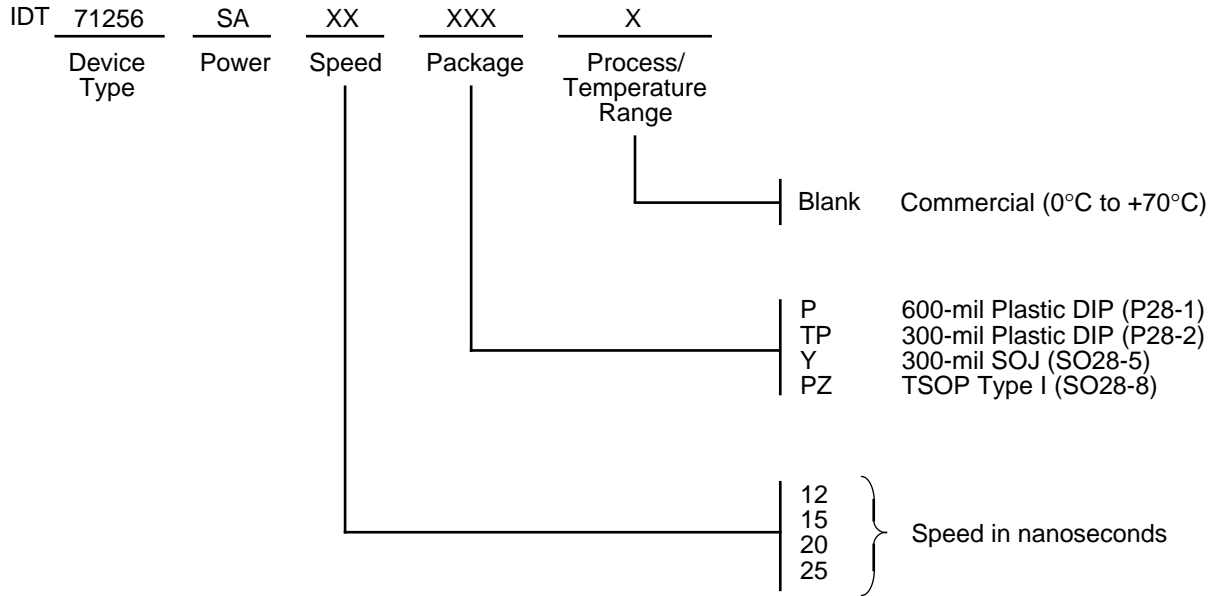 IDT 71256 SA XX XXX X
Device Type Power Speed Package Process/ Temperature Range
Blank Commercial (0°C to +70°C)
P 600-mil Plastic DIP (P28-1)
TP 300-mil Plastic DIP (P28-2)
Y 300-mil SOJ (SO28-5)
PZ TSOP Type I (SO28-8)
12
15
20
25
Speed in nanoseconds